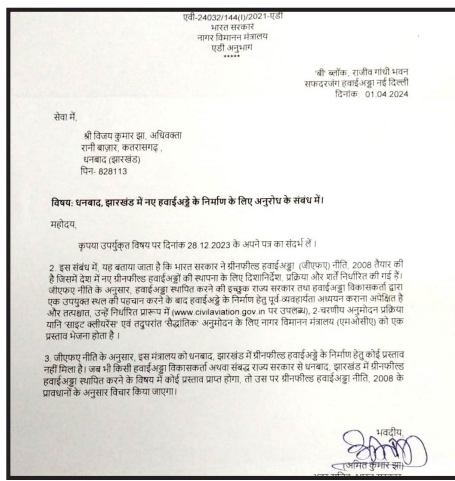 एवी-24032/144(I)/2021-एडी
भारत सरकार
नागर विमानन मंत्रालय
एडी अनुभाग
*****
'बी' ब्लॉक, राजीव गांधी भवन
सफदरजंग हवाईअड्डा नई दिल्ली
दिनांक 01.04.2024
सेवा में,
श्री विजय कुमार झा, अधिवक्ता
रानी बाज़ार, कतरासगढ़,
धनबाद (झारखंड)
पिन- 828113
विषय: धनबाद, झारखंड में नए हवाईअड्डे के निर्माण के लिए अनुरोध के संबंध में।
महोदय,
कृपया उपर्युक्त विषय पर दिनांक 28.12.2023 के अपने पत्र का संदर्भ लें ।
2. इस संबंध में, यह बताया जाता है कि भारत सरकार ने ग्रीनफील्ड हवाईअड्डा (जीएफए) नीति, 2008 तैयार की
है जिसमें देश में नए ग्रीनफील्ड हवाईअड्डों की स्थापना के लिए दिशानिर्देश, प्रक्रिया और शर्तें निर्धारित की गई हैं।
जीएफए नीति के अनुसार, हवाईअड्डा स्थापित करने की इच्छुक राज्य सरकार तथा हवाईअड्डा विकासकर्ता द्वारा
एक उपयुक्त स्थल की पहचान करने के बाद हवाईअड्डे के निर्माण हेतु पूर्व-व्यवहार्यता अध्ययन कराना अपेक्षित है
और तत्पश्चात, उन्हें निर्धारित प्रारूप में (www.civilaviation.gov.in पर उपलब्ध), 2-चरणीय अनुमोदन प्रक्रिया
यानि 'साइट क्लीयरेंस' एवं तदुपरांत 'सैद्धांतिक' अनुमोदन के लिए नागर विमानन मंत्रालय (एमओसीए) को एक
प्रस्ताव भेजना होता है ।
3. जीएफए नीति के अनुसार, इस मंत्रालय को धनबाद, झारखंड में ग्रीनफील्ड हवाईअड्डे के निर्माण हेतु कोई प्रस्ताव
नहीं मिला है। जब भी किसी हवाईअड्डा विकासकर्ता अथवा संबद्ध राज्य सरकार से धनबाद, झारखंड में ग्रीनफील्ड
हवाईअड्डा स्थापित करने के विषय में कोई प्रस्ताव प्राप्त होगा, तो उस पर ग्रीनफील्ड हवाईअड्डा नीति, 2008 के
प्रावधानों के अनुसार विचार किया जाएगा।
भवदीय,
(अमित कुमार झा)